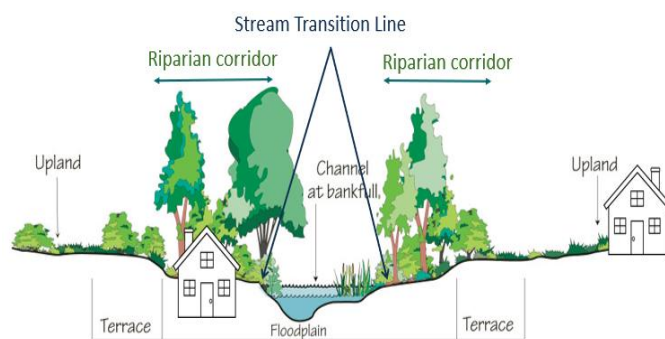 Stream Transition Line
Riparian corridor
Riparian corridor
Upland
Channel
at bankfull
Upland
Terrace
Floodplain
Terrace